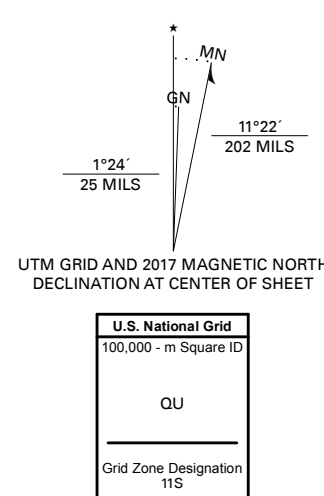 ★
MN
GN
11°22´
202 MILS
1°24´
25 MILS
UTM GRID AND 2017 MAGNETIC NORTH
DECLINATION AT CENTER OF SHEET
U.S. National Grid
100,000 - m Square ID
QU
Grid Zone Designation
11S